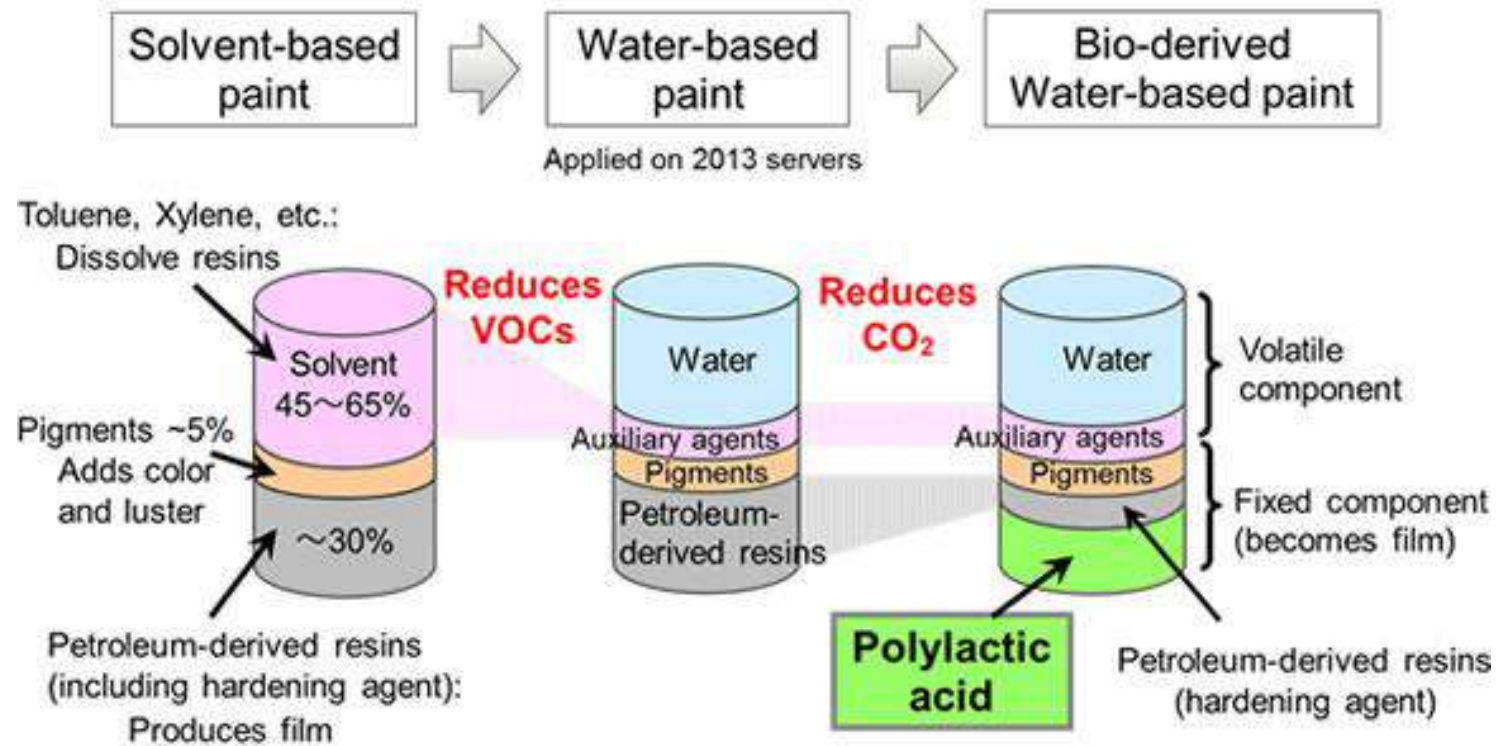 Solvent-based
paint
Water-based
paint
Bio-derived
Water-based paint
Applied on 2013 servers
Toluene, Xylene, etc.:
Dissolve resins
Reduces
VOCs
Reduces
CO₂
Solvent
45～65%
Water
Water
Volatile
component
Pigments ~5%
Adds color
and luster
Auxiliary agents
Pigments
Auxiliary agents
Pigments
～30%
Petroleum-
derived resins
Fixed component
(becomes film)
Petroleum-derived resins
(including hardening agent):
Produces film
Polylactic
acid
Petroleum-derived resins
(hardening agent)